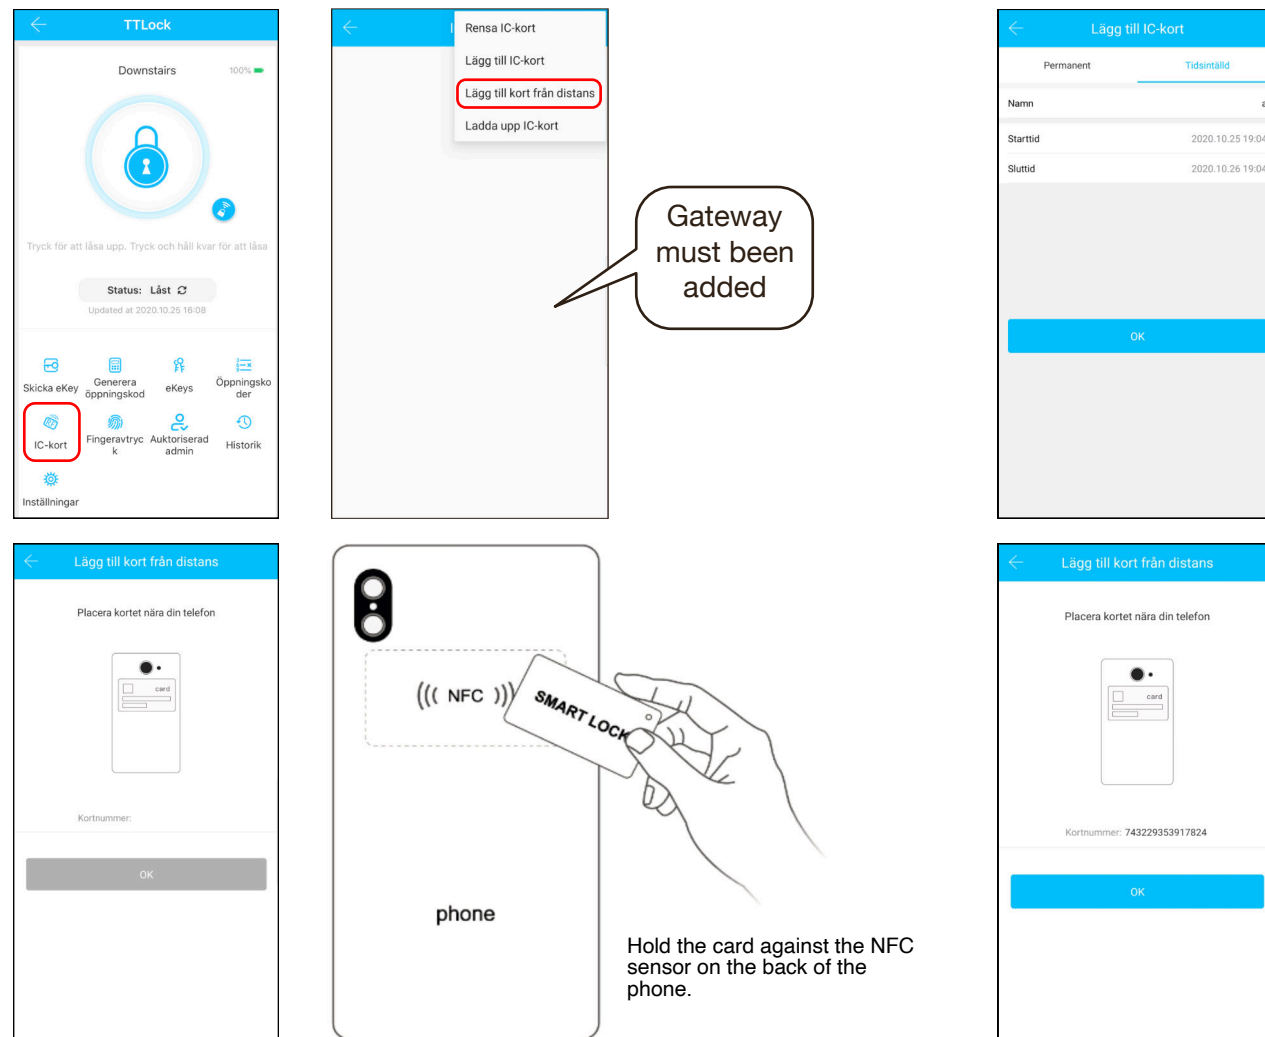 TTLock
Downstairs
100%
Tryck för att låsa upp. Tryck och håll kvar för att låsa
Status: Låst
Updated at 2020.10.25 16:08
Skicka eKey
Generera
öppningskod
eKeys
Öppningsko
der
IC-kort
Fingeravtryc
k
Auktoriserad
admin
Historik
Inställningar
Rensa IC-kort
Lägg till IC-kort
Lägg till kort från distans
Ladda upp IC-kort
Gateway
must been
added
Lägg till IC-kort
Permanent
Tidsintälld
Namn
a
Starttid
2020.10.25 19:04
Sluttid
2020.10.26 19:04
OK
Lägg till kort från distans
Placera kortet nära din telefon
card
Kortnummer:
OK
((( NFC )))
SMART LOCK
phone
Hold the card against the NFC
sensor on the back of the
phone.
Lägg till kort från distans
Placera kortet nära din telefon
card
Kortnummer: 743229353917824
OK